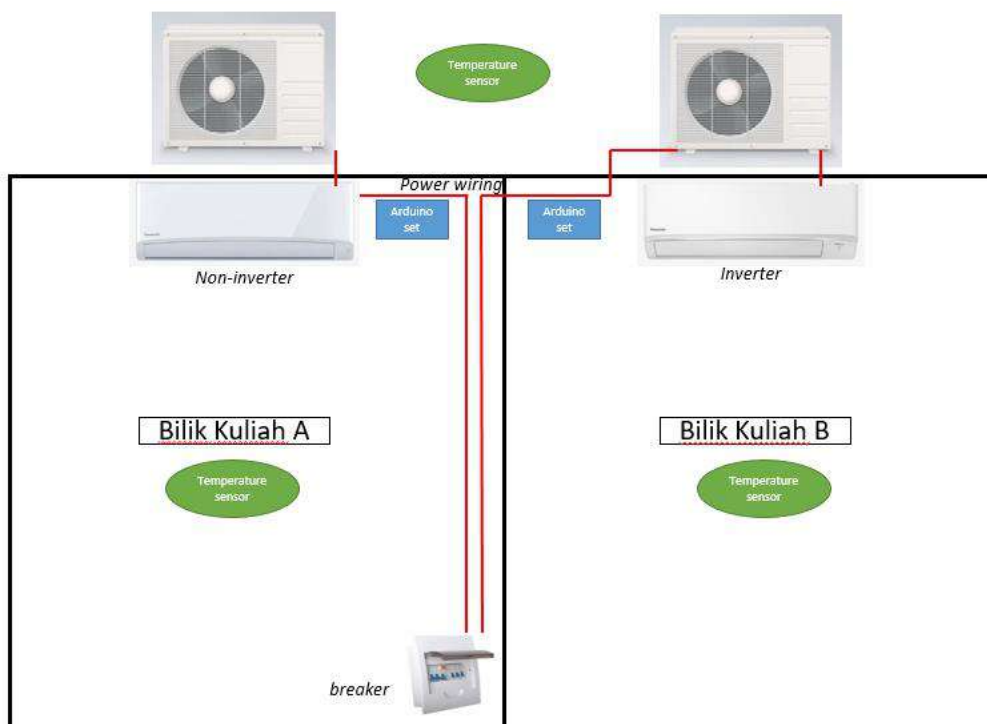 Temperature
sensor
Power wiring
Arduino
set
Arduino
set
Non-inverter
Inverter
Bilik Kuliah A
Bilik Kuliah B
Temperature
sensor
Temperature
sensor
breaker